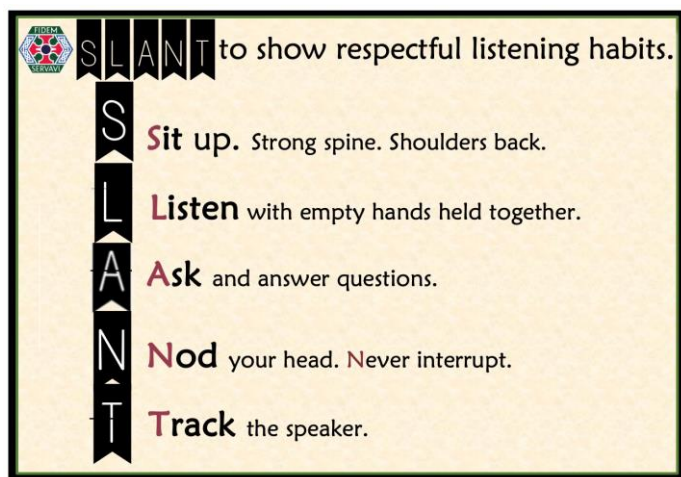 FIDEM
SERVAVI
SLANT to show respectful listening habits.
S Sit up. Strong spine. Shoulders back.
L Listen with empty hands held together.
A Ask and answer questions.
N Nod your head. Never interrupt.
T Track the speaker.